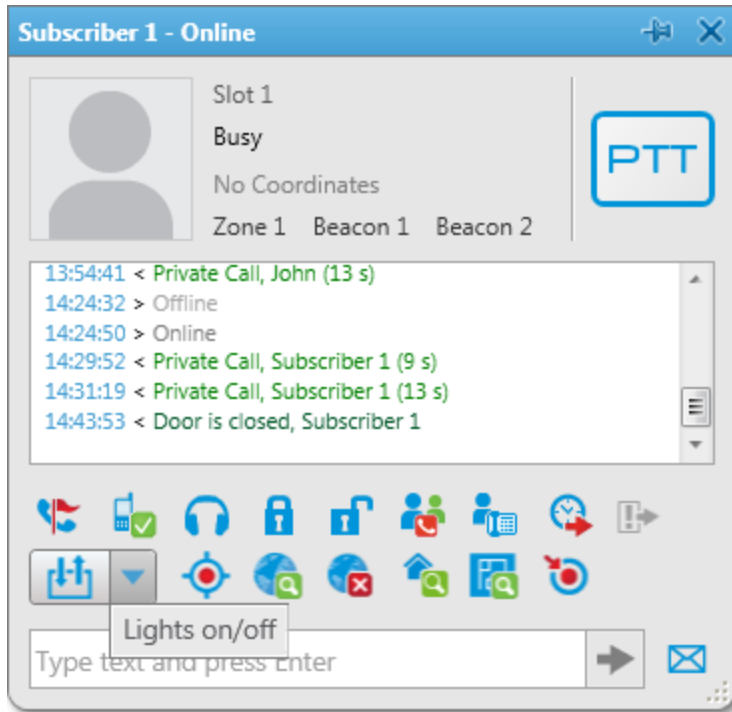 Subscriber 1 - Online
Slot 1
Busy
No Coordinates
Zone 1 Beacon 1 Beacon 2
PTT
13:54:41 < Private Call, John (13 s)
14:24:32 > Offline
14:24:50 > Online
14:29:52 < Private Call, Subscriber 1 (9 s)
14:31:19 < Private Call, Subscriber 1 (13 s)
14:43:53 < Door is closed, Subscriber 1
Lights on/off
Type text and press Enter